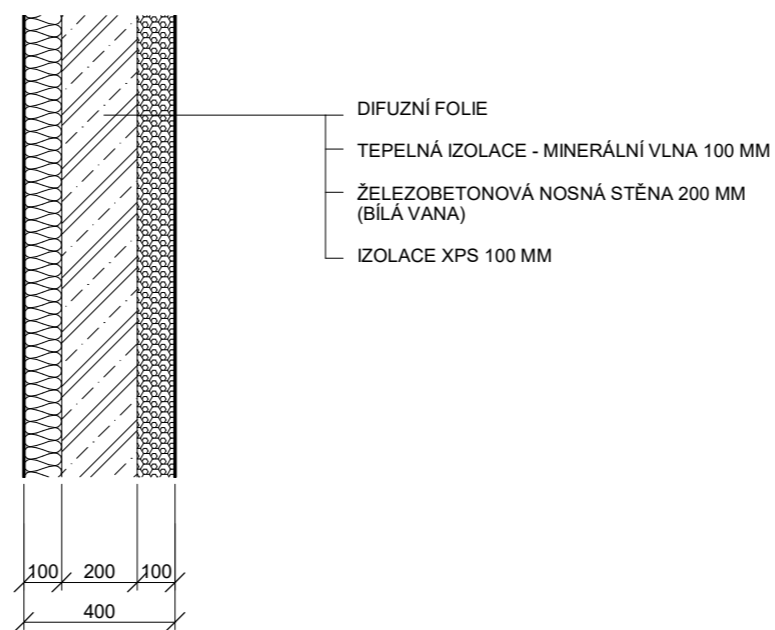 DIFUZNÍ FOLIE
TEPELNÁ IZOLACE - MINERÁLNÍ VLNA 100 MM
ŽELEZOBETONOVÁ NOSNÁ STĚNA 200 MM
(BÍLÁ VANA)
IZOLACE XPS 100 MM
100 200 100
400